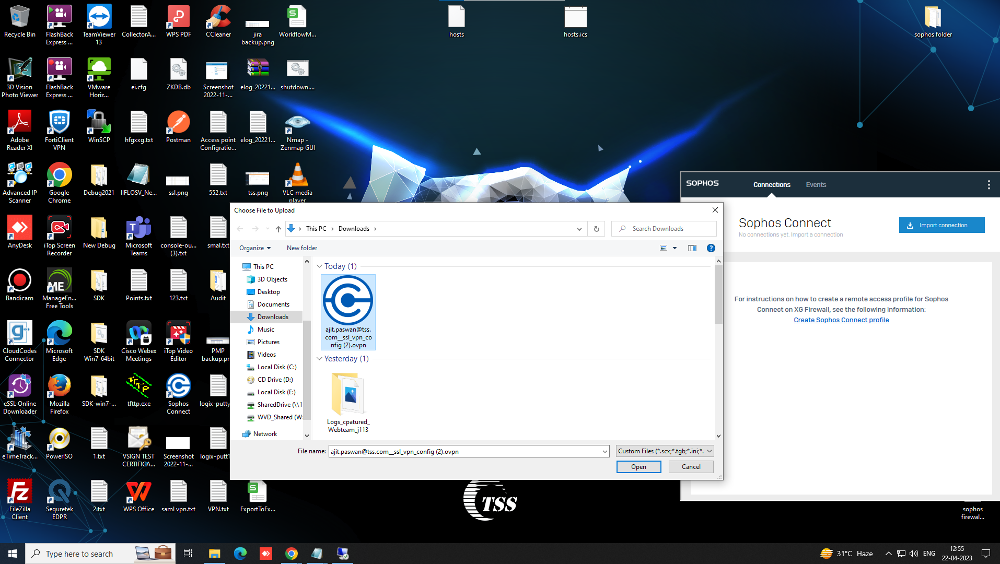 Recycle Bin
FlashBack
Express ...
TeamViewer
13
CollectorA...
WPS PDF
CCleaner
jira
backup.png
WorkflowM...
hosts
hosts.ics
sophos folder
3D Vision
Photo Viewer
FlashBack
Express ...
VMware
Horiz...
ei.cfg
ZKDB.db
Screenshot
2022-11-...
elog_20221...
shutdown....
Adobe
Reader XI
FortiClient
VPN
WinSCP
hfgxxg.txt
Postman
Access point
Configratio...
elog_20221...
Nmap -
Zenmap GUI
Advanced IP
Scanner
Google
Chrome
Debug2021
IIFLOSV_Ne...
ssl.png
552.txt
tss.png
VLC media
player
AnyDesk
iTop Screen
Recorder
New Debug
Microsoft
Teams
console-ou...
(3).txt
smal.txt
Bandicam
ME
ManageEn...
Free Tools
SDK
Points.txt
123.txt
Audit
CloudCodes
Connector
Microsoft
Edge
SDK
Win7-64bit
Cisco Webex
Meetings
iTop Video
Editor
PMP
backup.pr
eSSL Online
Downloader
Mozilla
Firefox
SDK-win7-...
TFTP
tfttp.exe
Sophos
Connect
logix-putty
eTimeTrack...
PowerISO
1.txt
VSIGN TEST
CERTIFICA...
Screenshot
2022-11-...
logix-putt1
FileZilla
Client
Sequretek
EDPR
2.txt
WPS Office
saml vpn.txt
VPN.txt
ExportToEx...
Choose File to Upload
This PC
Downloads
Search Downloads
Organize
New folder
This PC
3D Objects
Desktop
Documents
Downloads
Music
Pictures
Videos
Local Disk (C:)
CD Drive (D:)
Local Disk (E:)
SharedDrive (\\1
WVD_Shared (W:
Network
Today (1)
ajit.paswan@tss.
com__ssl_vpn_co
nfig (2).ovpn
Yesterday (1)
Logs_cpatured_
Webteam_j113
File name:
ajit.paswan@tss.com__ssl_vpn_config (2).ovpn
Custom Files (*.scx;*.tgb;*.ini;*.
Open
Cancel
SOPHOS
Connections
Events
Sophos Connect
No connections yet. Import a connection
Import connection
For instructions on how to create a remote access profile for Sophos
Connect on XG Firewall, see the following information:
Create Sophos Connect profile
TSS
sophos
firewal...
Type here to search
31°C Haze
ENG
12:55
22-04-2023